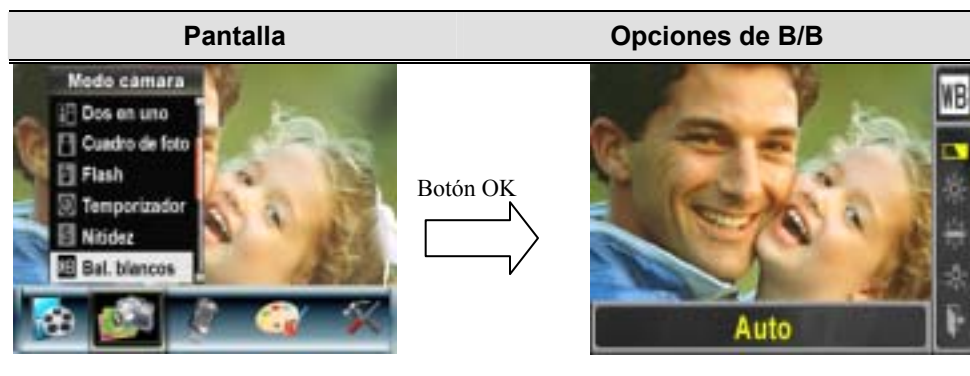 Pantalla
Opciones de B/B
Modo camara
Dos en uno
Cuadro de foto
Flash
Temporizador
Nitidez
WB Bal. blancos
Botón OK
WB
Auto